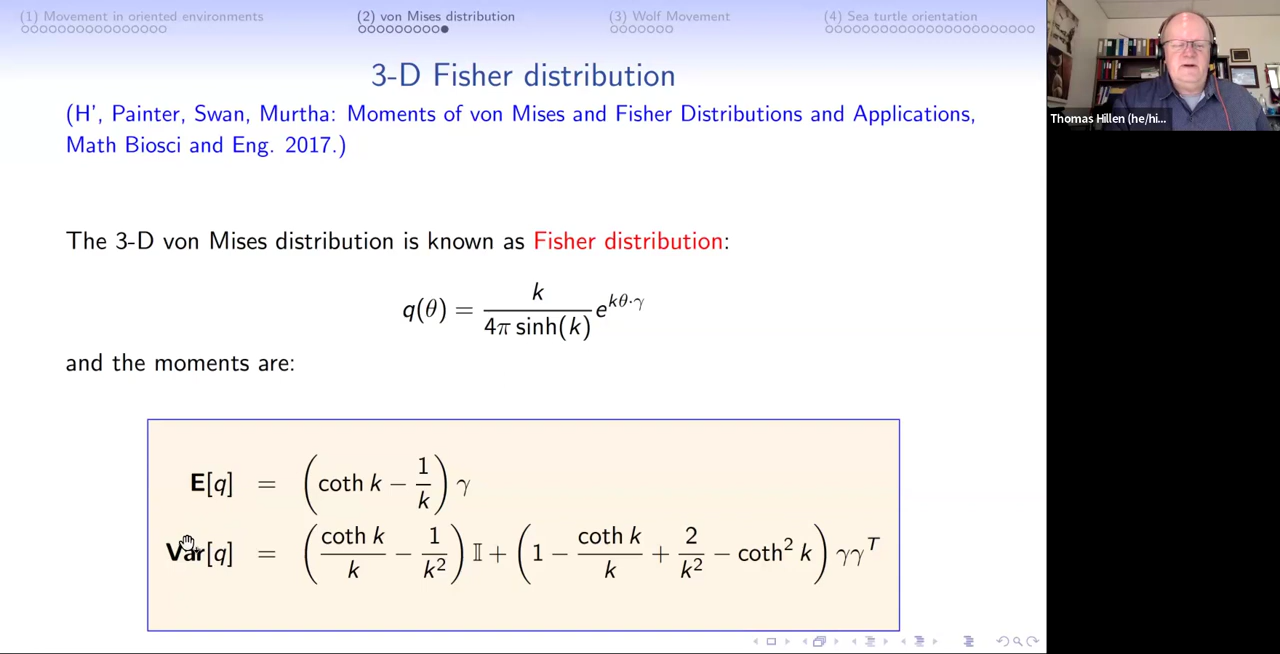 (1) Movement in oriented environments (2) von Mises distribution (3) Wolf Movement (4) Sea turtle orientation
3-D Fisher distribution
(H', Painter, Swan, Murtha: Moments of von Mises and Fisher Distributions and Applications,
Math Biosci and Eng. 2017.)
The 3-D von Mises distribution is known as Fisher distribution:
q(θ) = k / (4π sinh(k)) e^{kθ·γ}
and the moments are:
E[q] = (coth k − 1/k) γ
Var[q] = (coth k / k − 1/k²) 𝕀 + (1 − coth k / k + 2/k² − coth² k) γγᵀ
Thomas Hillen (he/hi...